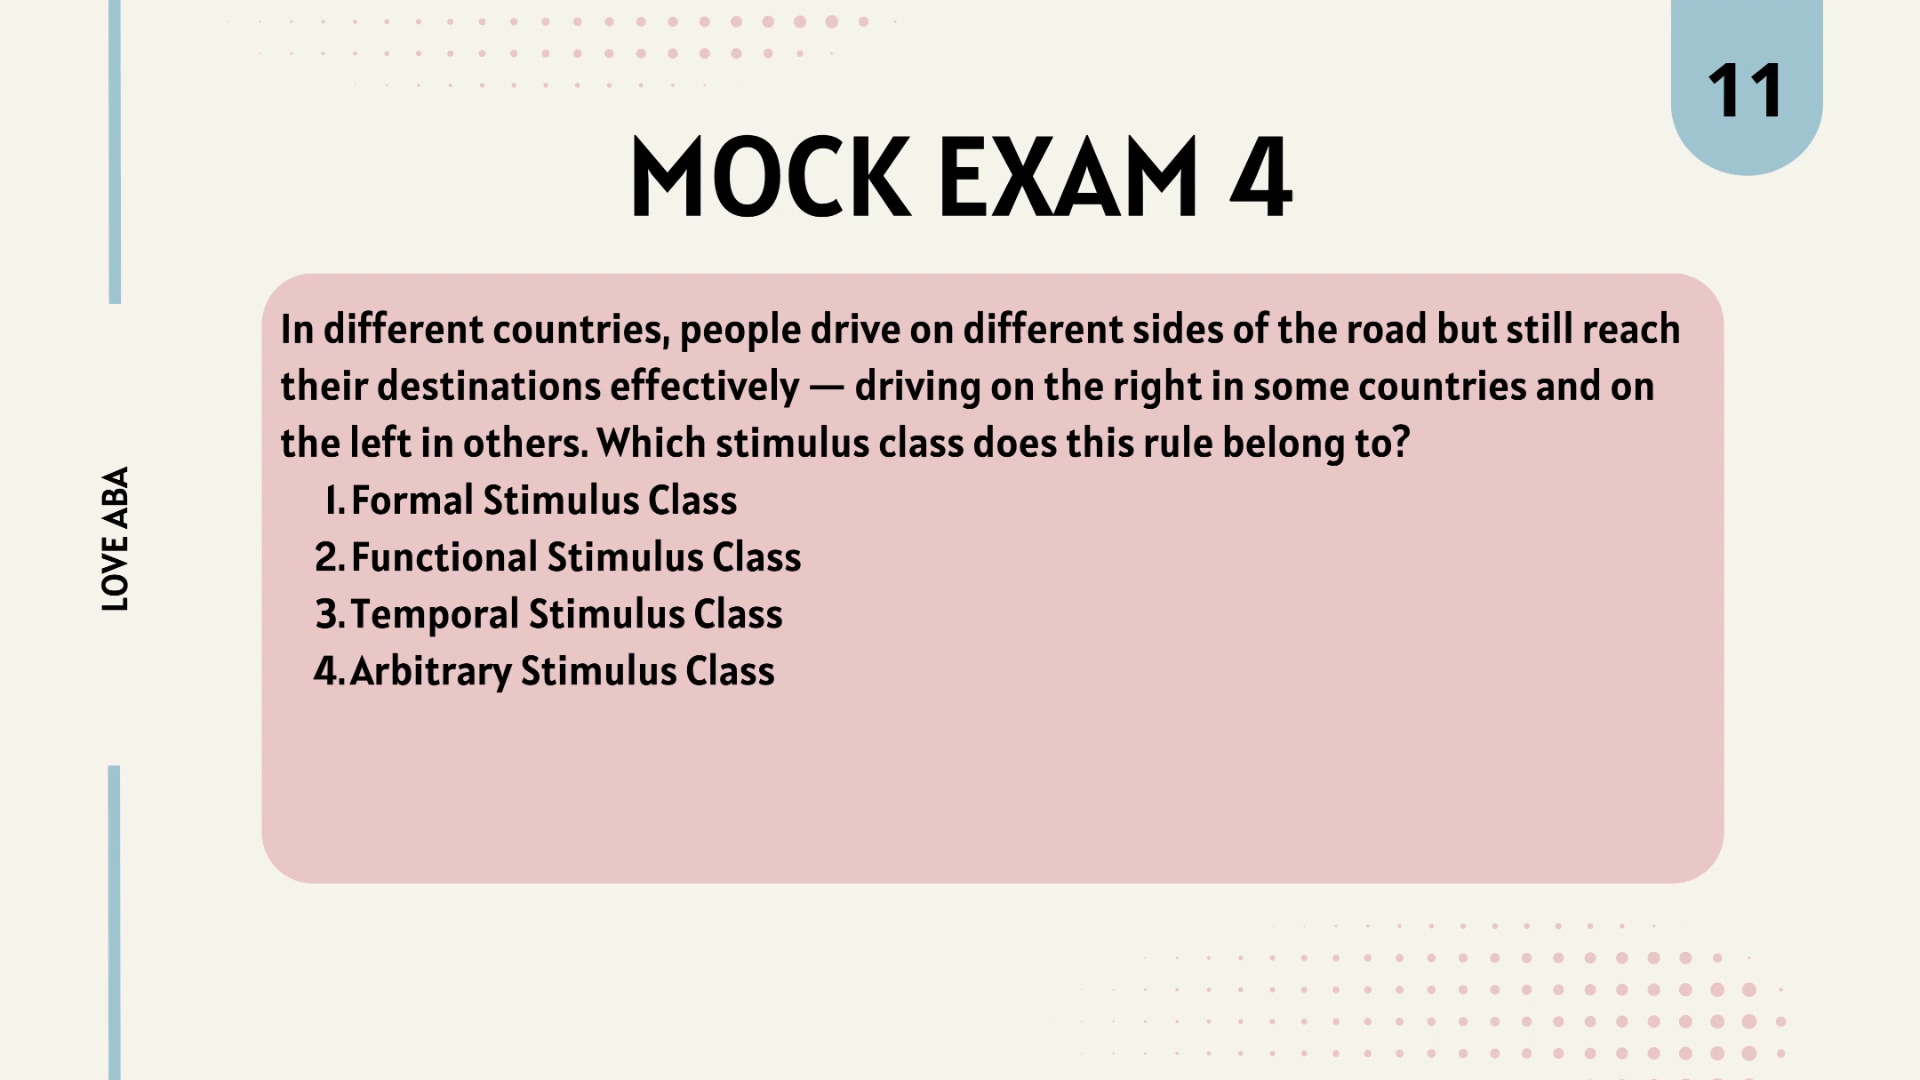 11
MOCK EXAM 4
In different countries, people drive on different sides of the road but still reach
their destinations effectively — driving on the right in some countries and on
the left in others. Which stimulus class does this rule belong to?
1. Formal Stimulus Class
2. Functional Stimulus Class
3. Temporal Stimulus Class
4. Arbitrary Stimulus Class
LOVE ABA